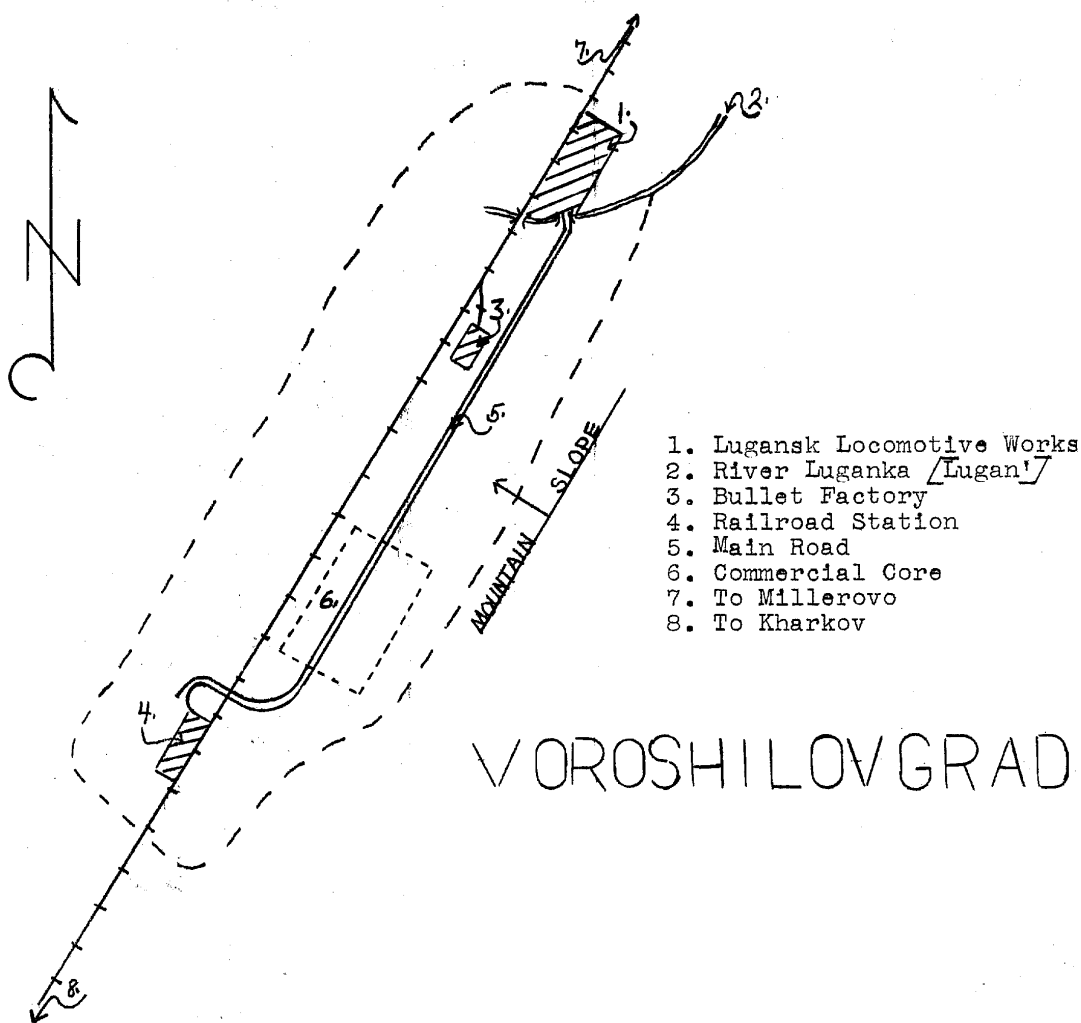 7.
2.
1.
3.
5.
MOUNTAIN SLOPE
1. Lugansk Locomotive Works
2. River Luganka [Lugan']
3. Bullet Factory
4. Railroad Station
5. Main Road
6. Commercial Core
7. To Millerovo
8. To Kharkov
6.
4.
VOROSHILOVGRAD
8.